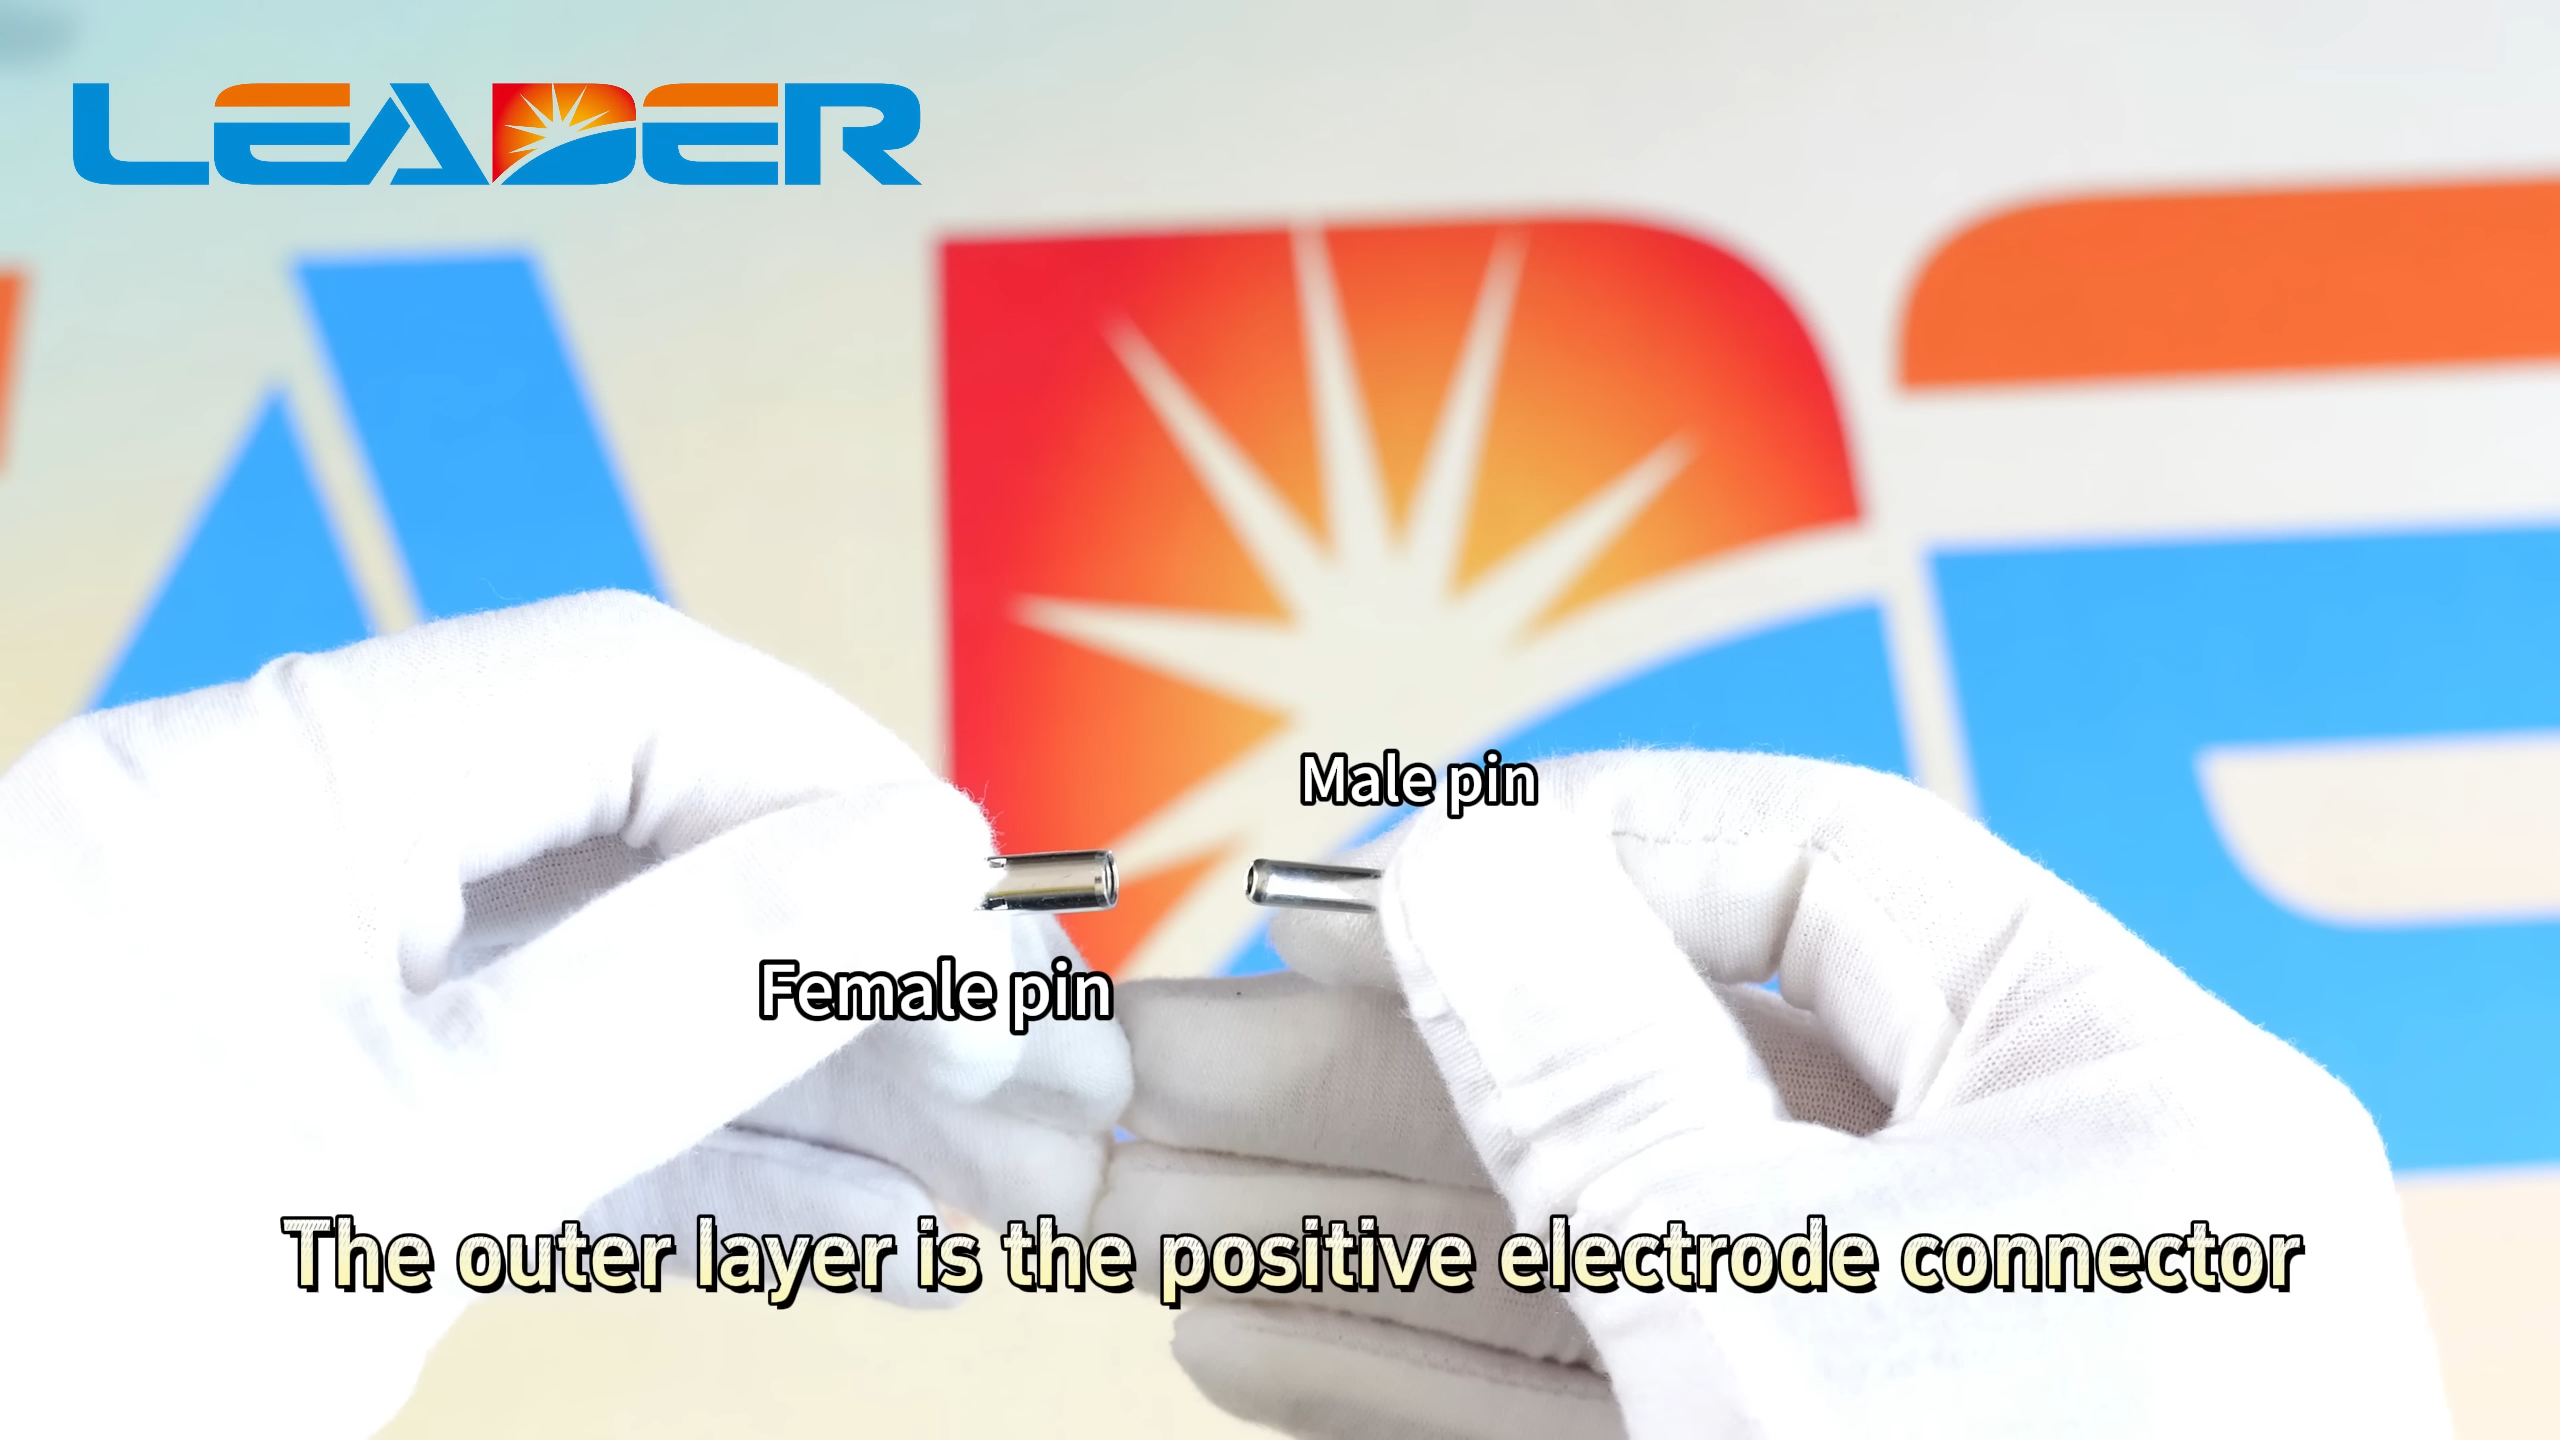 LEADER
Male pin
Female pin
The outer layer is the positive electrode connector